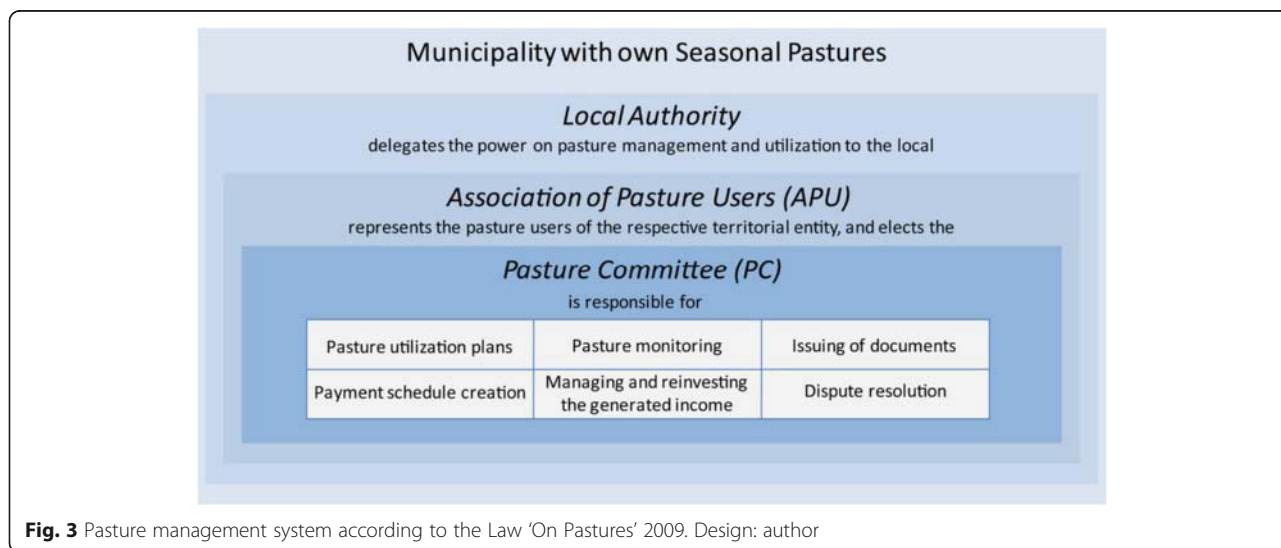 Municipality with own Seasonal Pastures
Local Authority
delegates the power on pasture management and utilization to the local
Association of Pasture Users (APU)
represents the pasture users of the respective territorial entity, and elects the
Pasture Committee (PC)
is responsible for
Pasture utilization plans
Pasture monitoring
Issuing of documents
Payment schedule creation
Managing and reinvesting
the generated income
Dispute resolution
Fig. 3 Pasture management system according to the Law ‘On Pastures’ 2009. Design: author